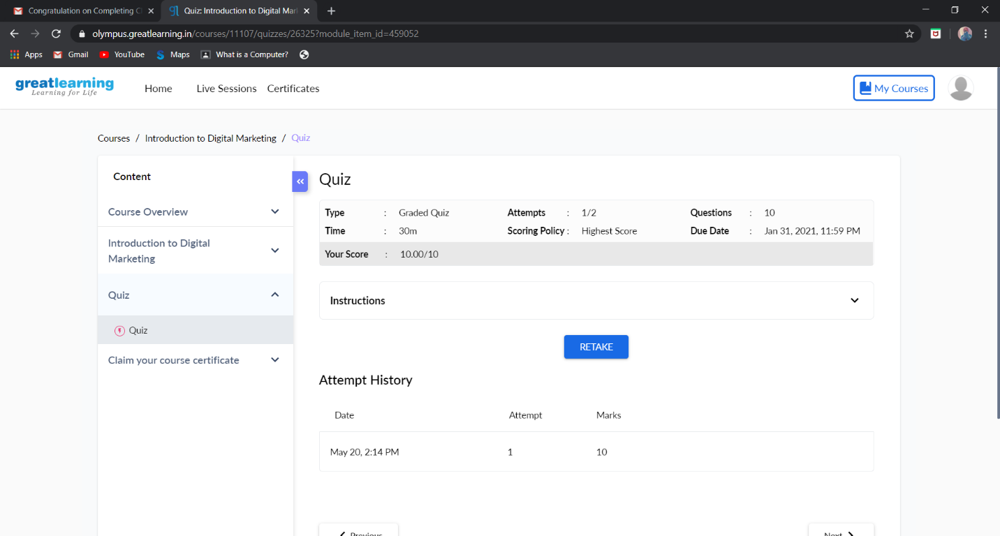 Congratulation on Completing C
Quiz: Introduction to Digital Mar
olympus.greatlearning.in/courses/11107/quizzes/26325?module_item_id=459052
Apps Gmail YouTube Maps What is a Computer?
greatlearning
Learning for Life
Home Live Sessions Certificates
My Courses
Courses / Introduction to Digital Marketing / Quiz
Content
Course Overview
Introduction to Digital
Marketing
Quiz
Quiz
Claim your course certificate
Quiz
Type : Graded Quiz Attempts : 1/2 Questions : 10
Time : 30m Scoring Policy : Highest Score Due Date : Jan 31, 2021, 11:59 PM
Your Score : 10.00/10
Instructions
RETAKE
Attempt History
Date Attempt Marks
May 20, 2:14 PM 1 10
Previous Next